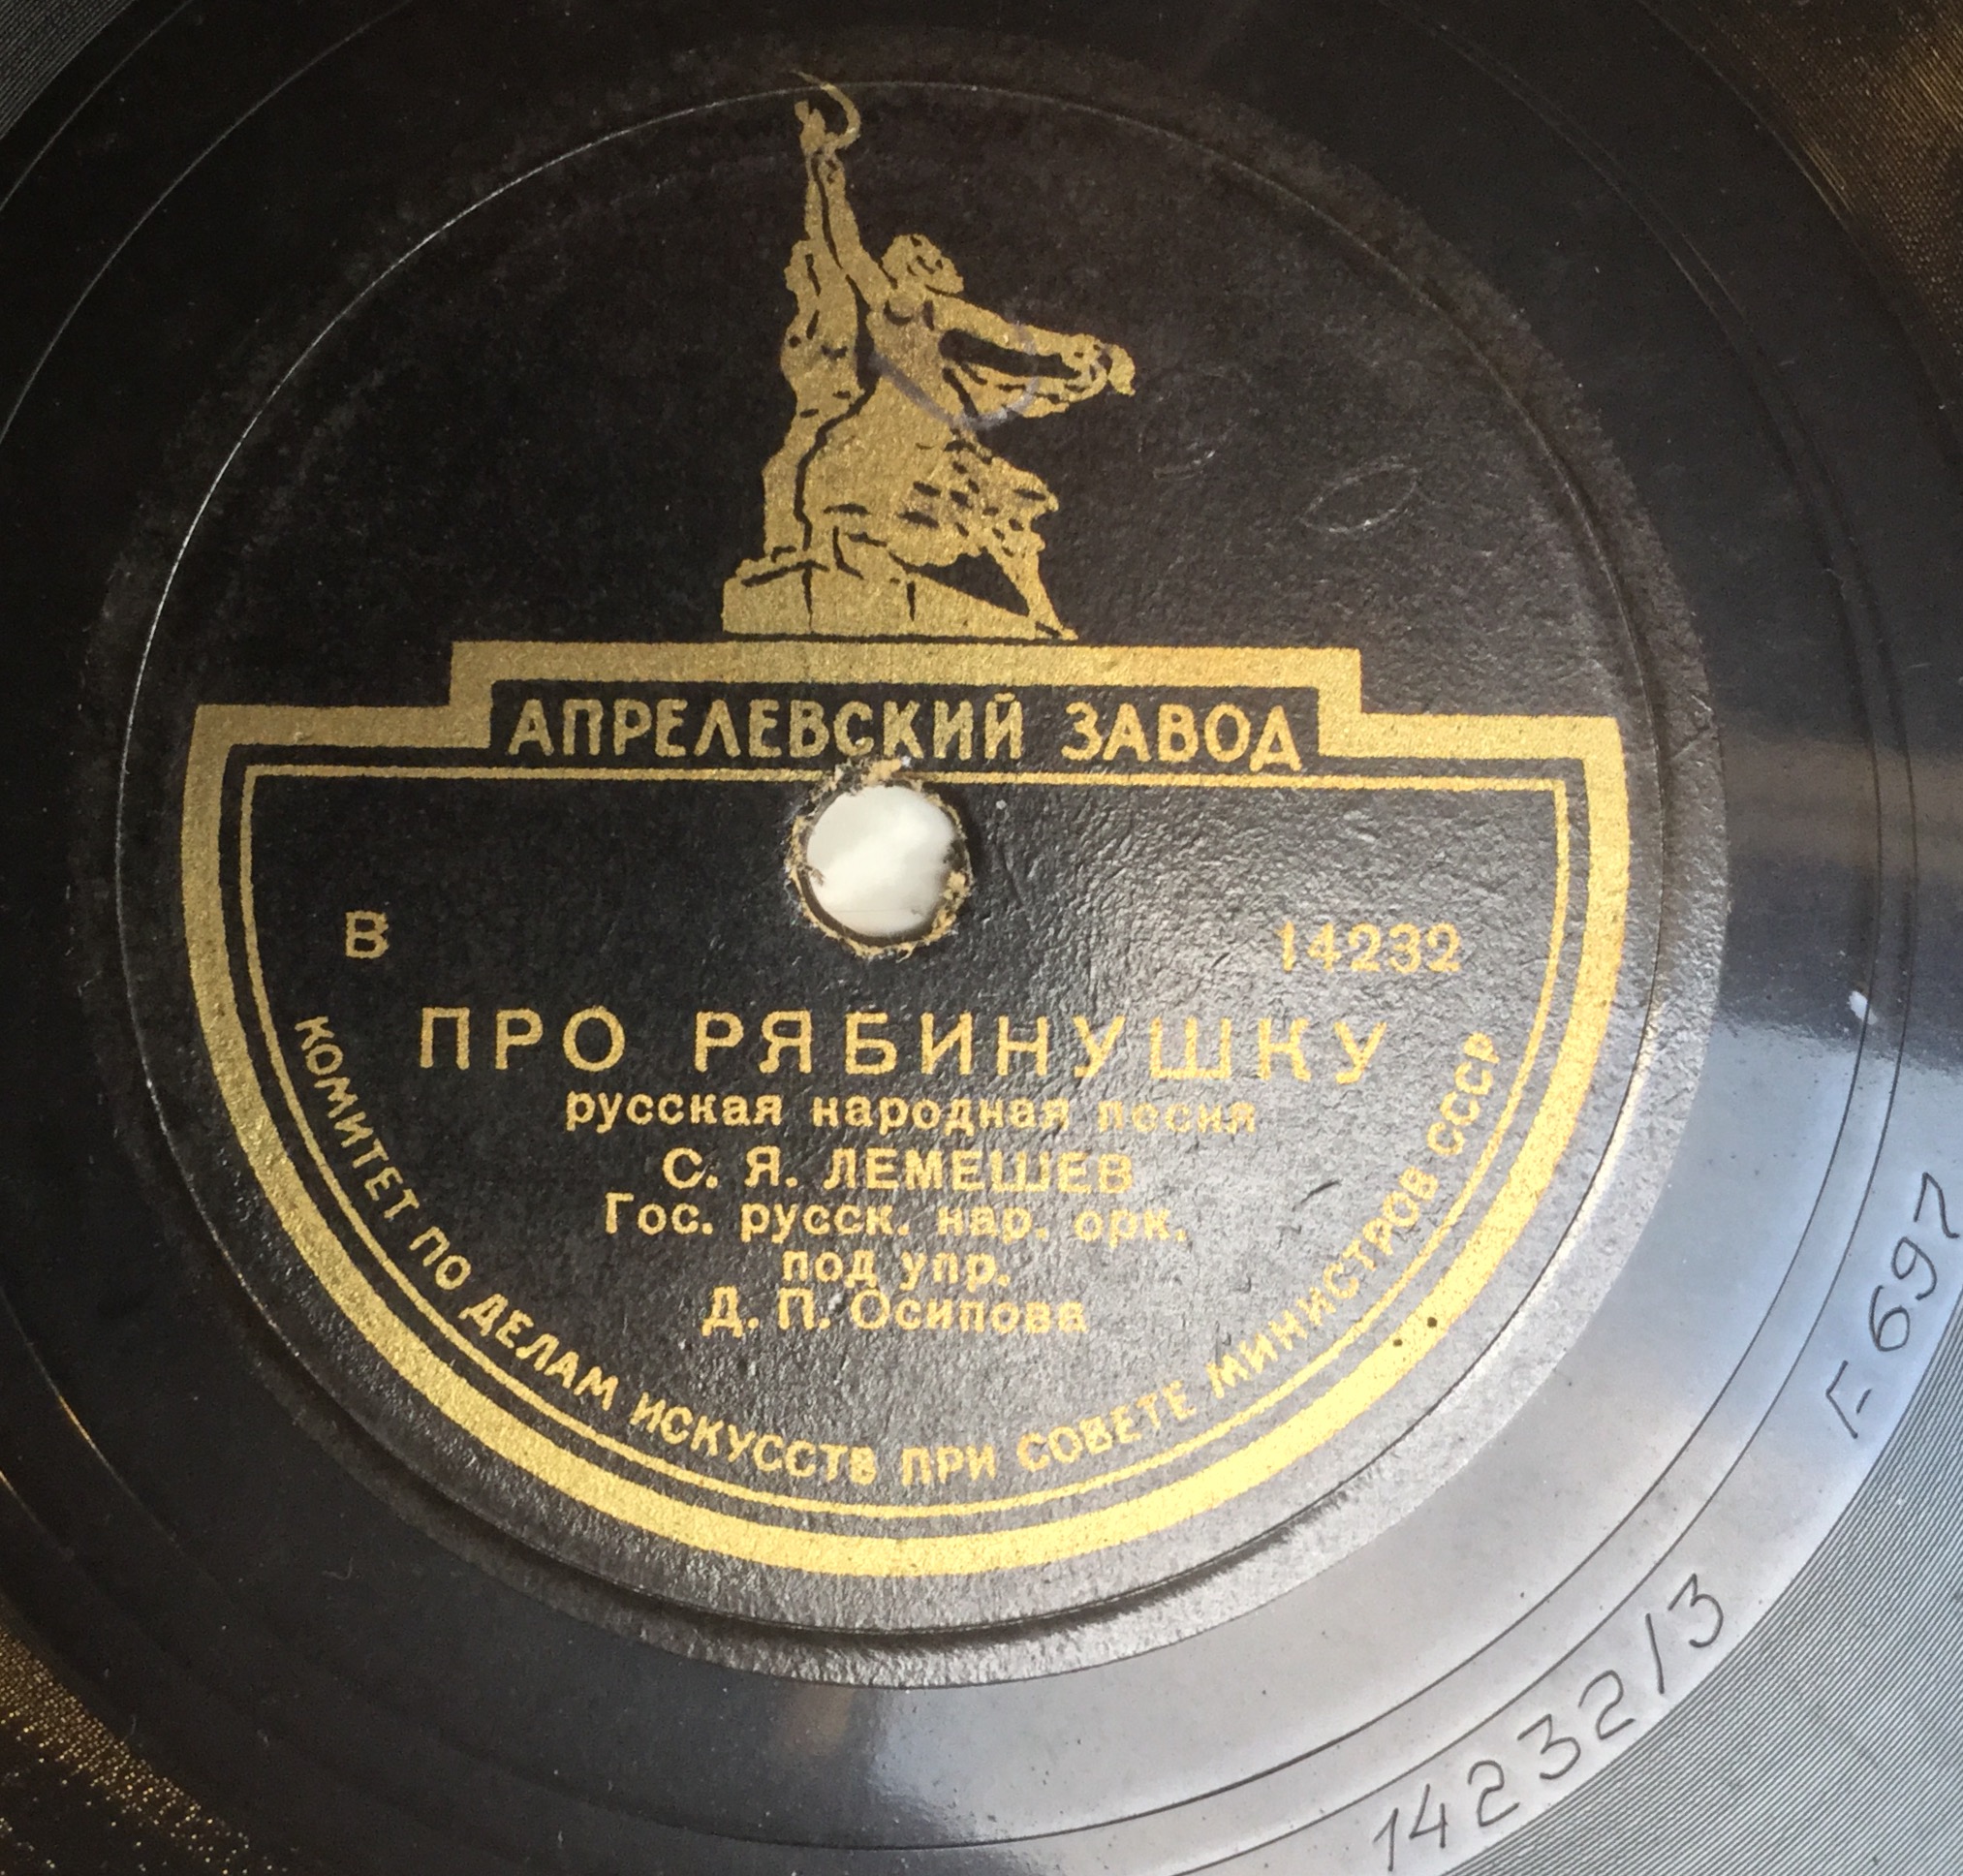 АПРЕЛЕВСКИЙ ЗАВОД
В 14232
ПРО РЯБИНУШКУ
русская народная песня
С. Я. ЛЕМЕШЕВ
Гос. русск. нар. орк.
под упр.
Д. П. Осипова
КОМИТЕТ ПО ДЕЛАМ ИСКУССТВ ПРИ СОВЕТЕ МИНИСТРОВ СССР
14232/3
F 697